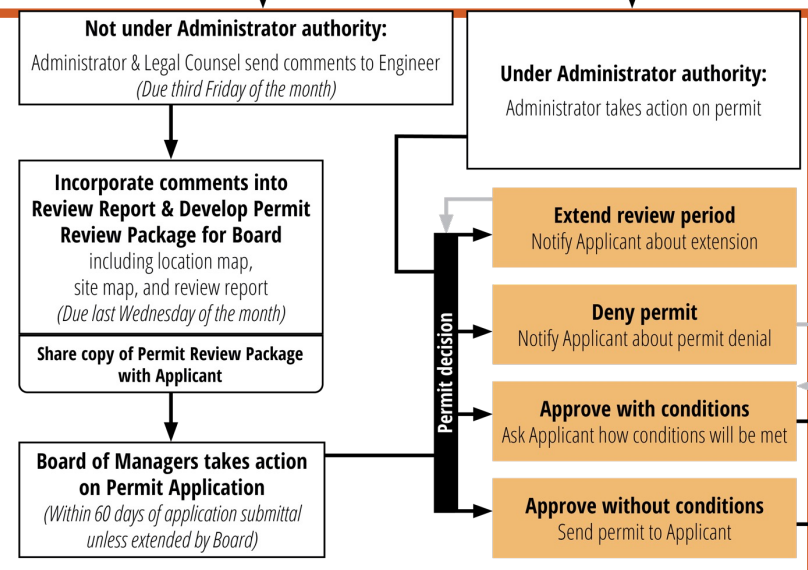 Not under Administrator authority:
Administrator & Legal Counsel send comments to Engineer
(Due third Friday of the month)
Under Administrator authority:
Administrator takes action on permit
Incorporate comments into
Review Report & Develop Permit
Review Package for Board
including location map,
site map, and review report
(Due last Wednesday of the month)
Share copy of Permit Review Package
with Applicant
Board of Managers takes action
on Permit Application
(Within 60 days of application submittal
unless extended by Board)
Permit decision
Extend review period
Notify Applicant about extension
Deny permit
Notify Applicant about permit denial
Approve with conditions
Ask Applicant how conditions will be met
Approve without conditions
Send permit to Applicant